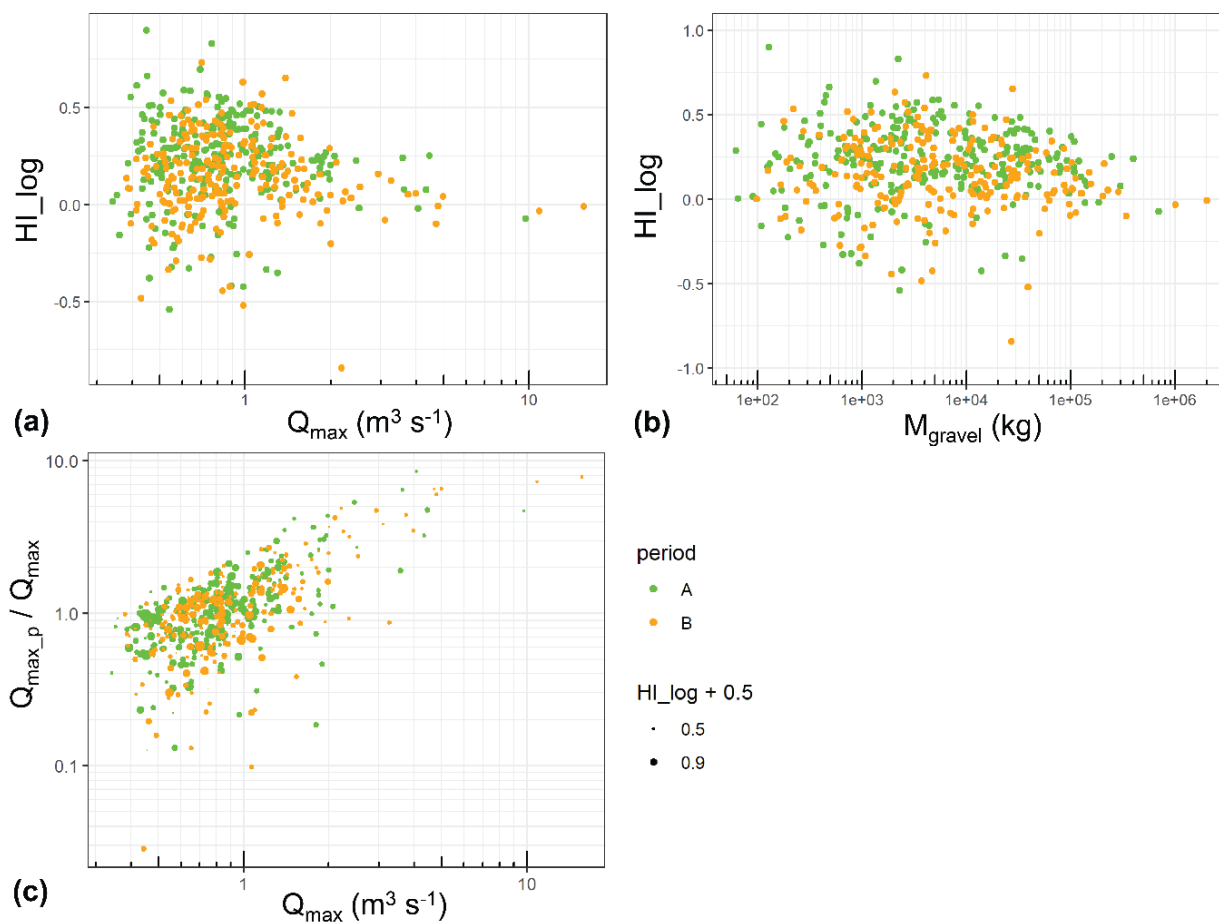 HI_log
0.5
0.0
-0.5
1
10
(a)
Qmax (m³ s⁻¹)
HI_log
1.0
0.5
0.0
-0.5
-1.0
1e+02
1e+03
1e+04
1e+05
1e+06
(b)
Mgravel (kg)
Qmax_p / Qmax
10.0
1.0
0.1
1
10
(c)
Qmax (m³ s⁻¹)
period
A
B
HI_log + 0.5
0.5
0.9